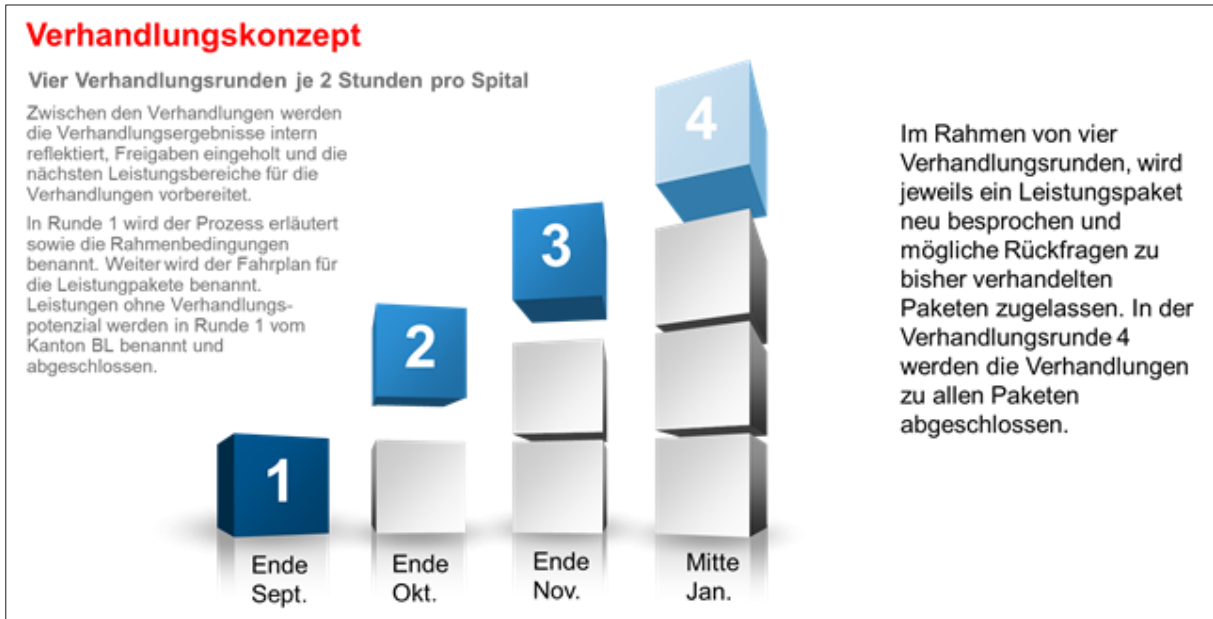 Verhandlungskonzept
Vier Verhandlungsrunden je 2 Stunden pro Spital
Zwischen den Verhandlungen werden
die Verhandlungsergebnisse intern
reflektiert, Freigaben eingeholt und die
nächsten Leistungsbereiche für die
Verhandlungen vorbereitet.
In Runde 1 wird der Prozess erläutert
sowie die Rahmenbedingungen
benannt. Weiter wird der Fahrplan für
die Leistungpakete benannt.
Leistungen ohne Verhandlungs-
potenzial werden in Runde 1 vom
Kanton BL benannt und
abgeschlossen.
1
2
3
4
Ende
Sept.
Ende
Okt.
Ende
Nov.
Mitte
Jan.
Im Rahmen von vier
Verhandlungsrunden, wird
jeweils ein Leistungspaket
neu besprochen und
mögliche Rückfragen zu
bisher verhandelten
Paketen zugelassen. In der
Verhandlungsrunde 4
werden die Verhandlungen
zu allen Paketen
abgeschlossen.